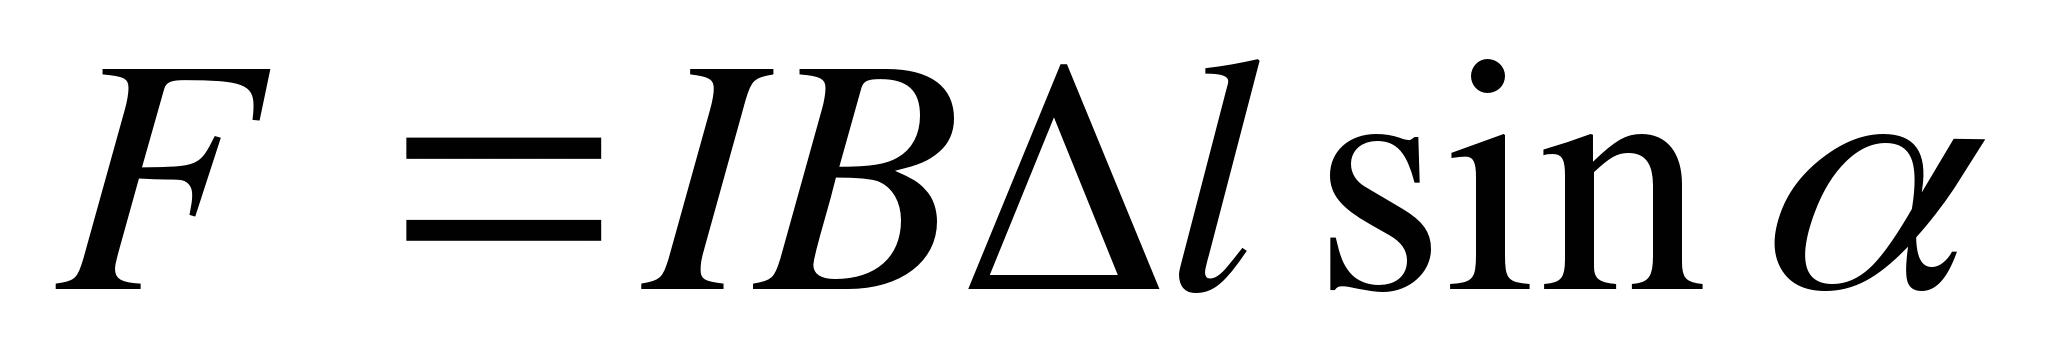 F = IBΔl sin α